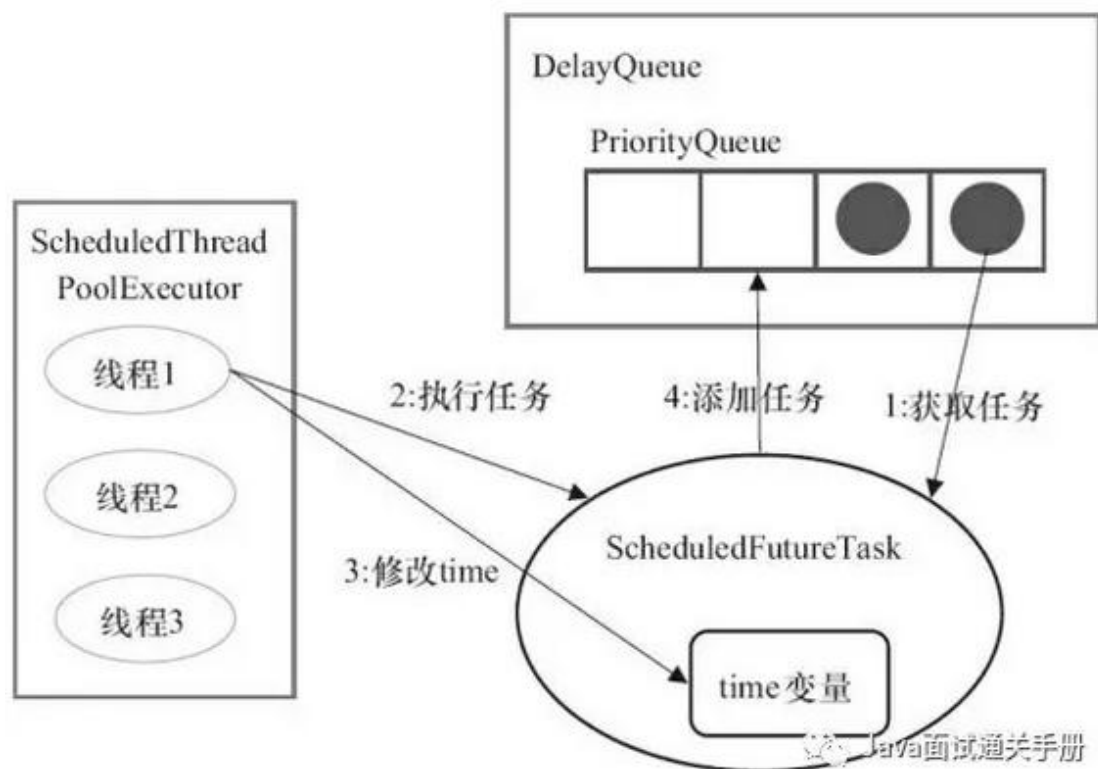 DelayQueue
PriorityQueue
ScheduledThread
PoolExecutor
线程1
线程2
线程3
2:执行任务
4:添加任务
1:获取任务
3:修改time
ScheduledFutureTask
time变量
Java面试通关手册